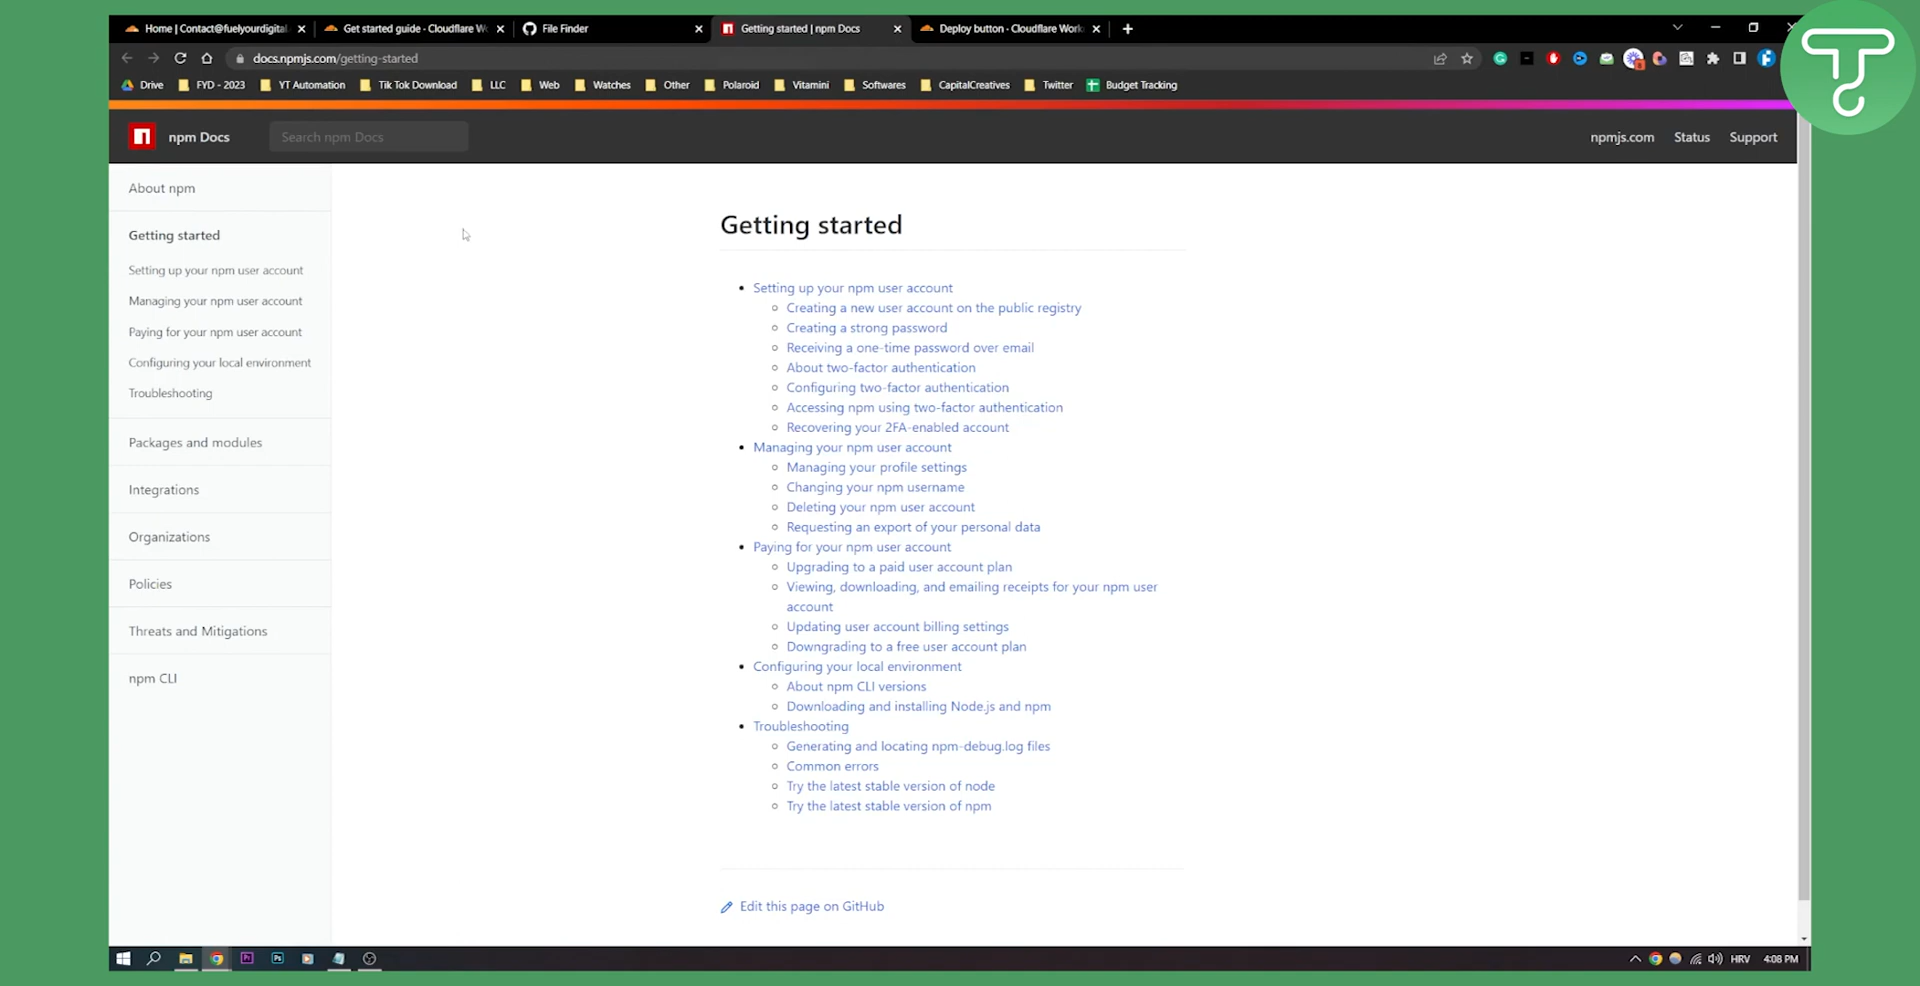 Home | Contact@fuelyourdigital
Get started guide - Cloudflare Wo
File Finder
Getting started | npm Docs
Deploy button - Cloudflare Work
docs.npmjs.com/getting-started
Drive
FYD - 2023
YT Automation
Tik Tok Download
LLC
Web
Watches
Other
Polaroid
Vitamini
Softwares
CapitalCreatives
Twitter
Budget Tracking
npm Docs
Search npm Docs
npmjs.com
Status
Support
About npm
Getting started
Setting up your npm user account
Managing your npm user account
Paying for your npm user account
Configuring your local environment
Troubleshooting
Packages and modules
Integrations
Organizations
Policies
Threats and Mitigations
npm CLI
Getting started
Setting up your npm user account
Creating a new user account on the public registry
Creating a strong password
Receiving a one-time password over email
About two-factor authentication
Configuring two-factor authentication
Accessing npm using two-factor authentication
Recovering your 2FA-enabled account
Managing your npm user account
Managing your profile settings
Changing your npm username
Deleting your npm user account
Requesting an export of your personal data
Paying for your npm user account
Upgrading to a paid user account plan
Viewing, downloading, and emailing receipts for your npm user
account
Updating user account billing settings
Downgrading to a free user account plan
Configuring your local environment
About npm CLI versions
Downloading and installing Node.js and npm
Troubleshooting
Generating and locating npm-debug.log files
Common errors
Try the latest stable version of node
Try the latest stable version of npm
Edit this page on GitHub
Pr
Ps
HRV
4:08 PM